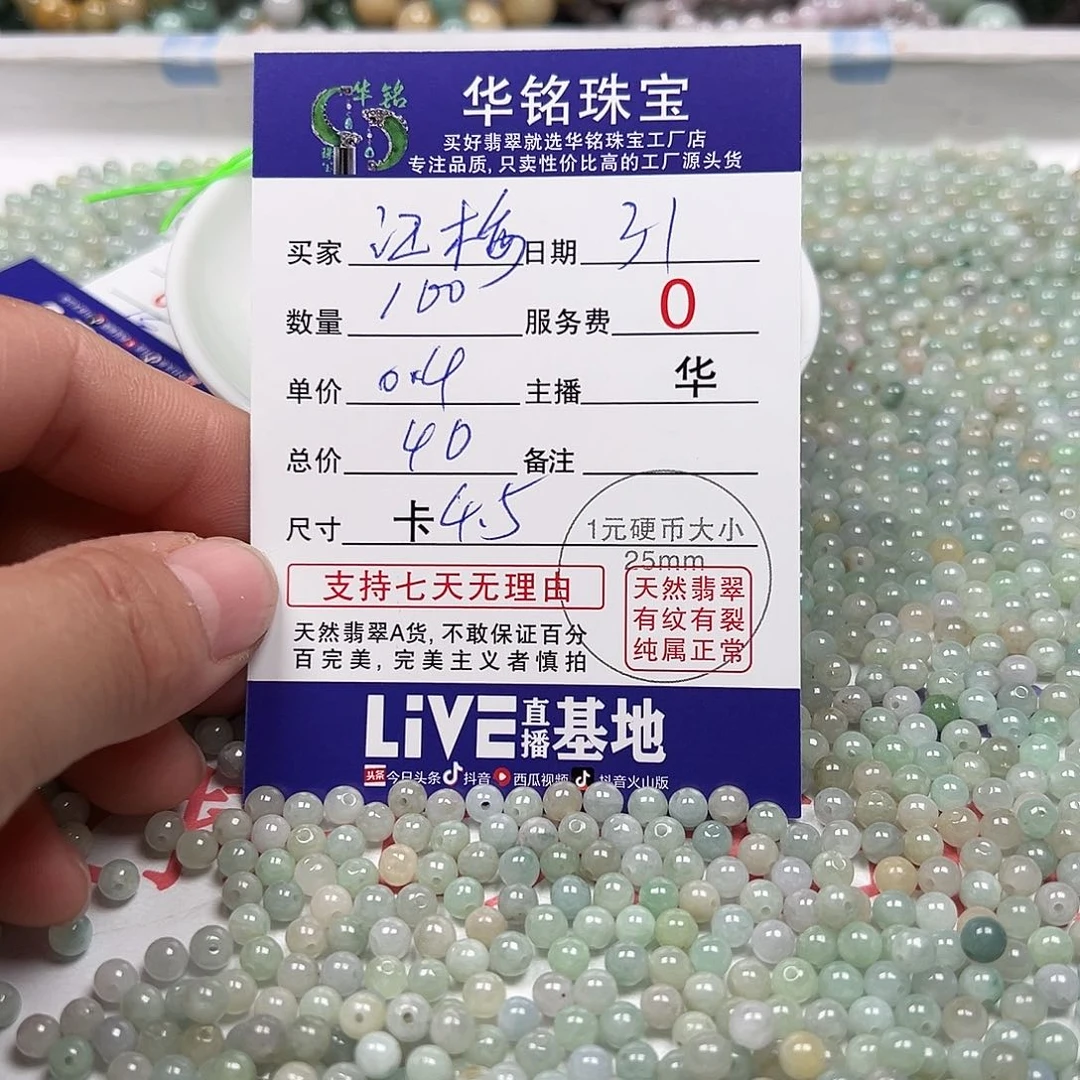 华铭
华铭珠宝
买好翡翠就选华铭珠宝工厂店
专注品质,只卖性价比高的工厂源头货
买家 江梅 日期 31
数量 100 服务费 0
单价 0.4 主播 华
总价 40 备注
尺寸 卡4.5 1元硬币大小
25mm
支持七天无理由
天然翡翠
有纹有裂
纯属正常
天然翡翠A货,不敢保证百分
百完美,完美主义者慎拍
LiVE直播基地
头条 今日头条 抖音 西瓜视频 抖音火山版